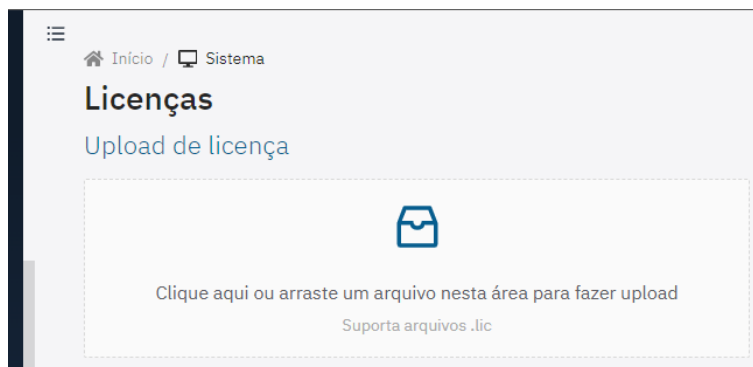 Início / Sistema
Licenças
Upload de licença
Clique aqui ou arraste um arquivo nesta área para fazer upload
Suporta arquivos .lic